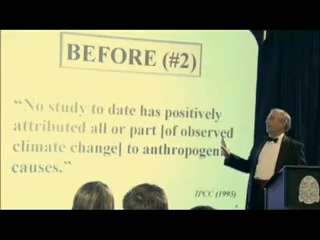 BEFORE (#2)
“No study to date has positively
attributed all or part [of observed
climate change] to anthropogenic
causes.”
IPCC (1995)